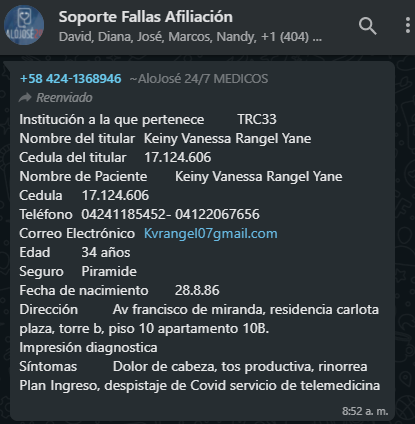 Soporte Fallas Afiliación
David, Diana, José, Marcos, Nandy, +1 (404) ...
ALOJOSÉ
+58 424-1368946 ~AloJosé 24/7 MEDICOS
Reenviado
Institución a la que pertenece TRC33
Nombre del titular Keiny Vanessa Rangel Yane
Cedula del titular 17.124.606
Nombre de Paciente Keiny Vanessa Rangel Yane
Cedula 17.124.606
Teléfono 04241185452- 04122067656
Correo Electrónico Kvrangel07gmail.com
Edad 34 años
Seguro Piramide
Fecha de nacimiento 28.8.86
Dirección Av francisco de miranda, residencia carlota
plaza, torre b, piso 10 apartamento 10B.
Impresión diagnostica
Síntomas Dolor de cabeza, tos productiva, rinorrea
Plan Ingreso, despistaje de Covid servicio de telemedicina
8:52 a. m.